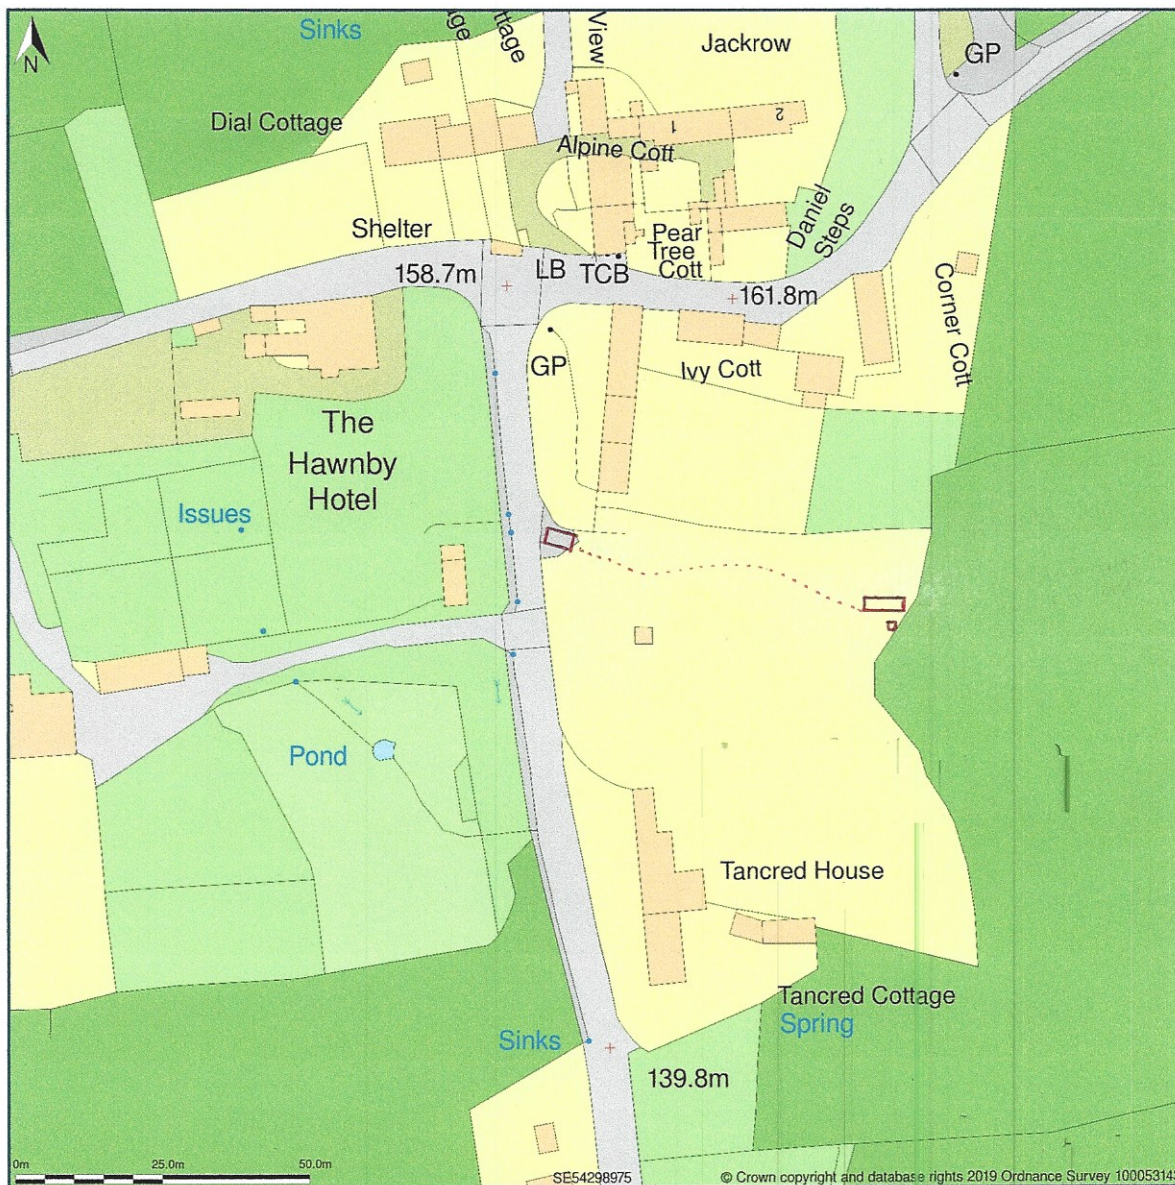 Sinks
age
ttage
View
Jackrow
GP
N
Dial Cottage
1
2
Alpine Cott
Daniel
Steps
Shelter
Pear
Tree
Cott
158.7m
LB
TCB
161.8m
Corner Cott
GP
Ivy Cott
The
Hawnby
Hotel
Issues
Pond
Tancred House
Tancred Cottage
Spring
Sinks
139.8m
0m
25.0m
50.0m
SE54298975
© Crown copyright and database rights 2019 Ordnance Survey 10005314